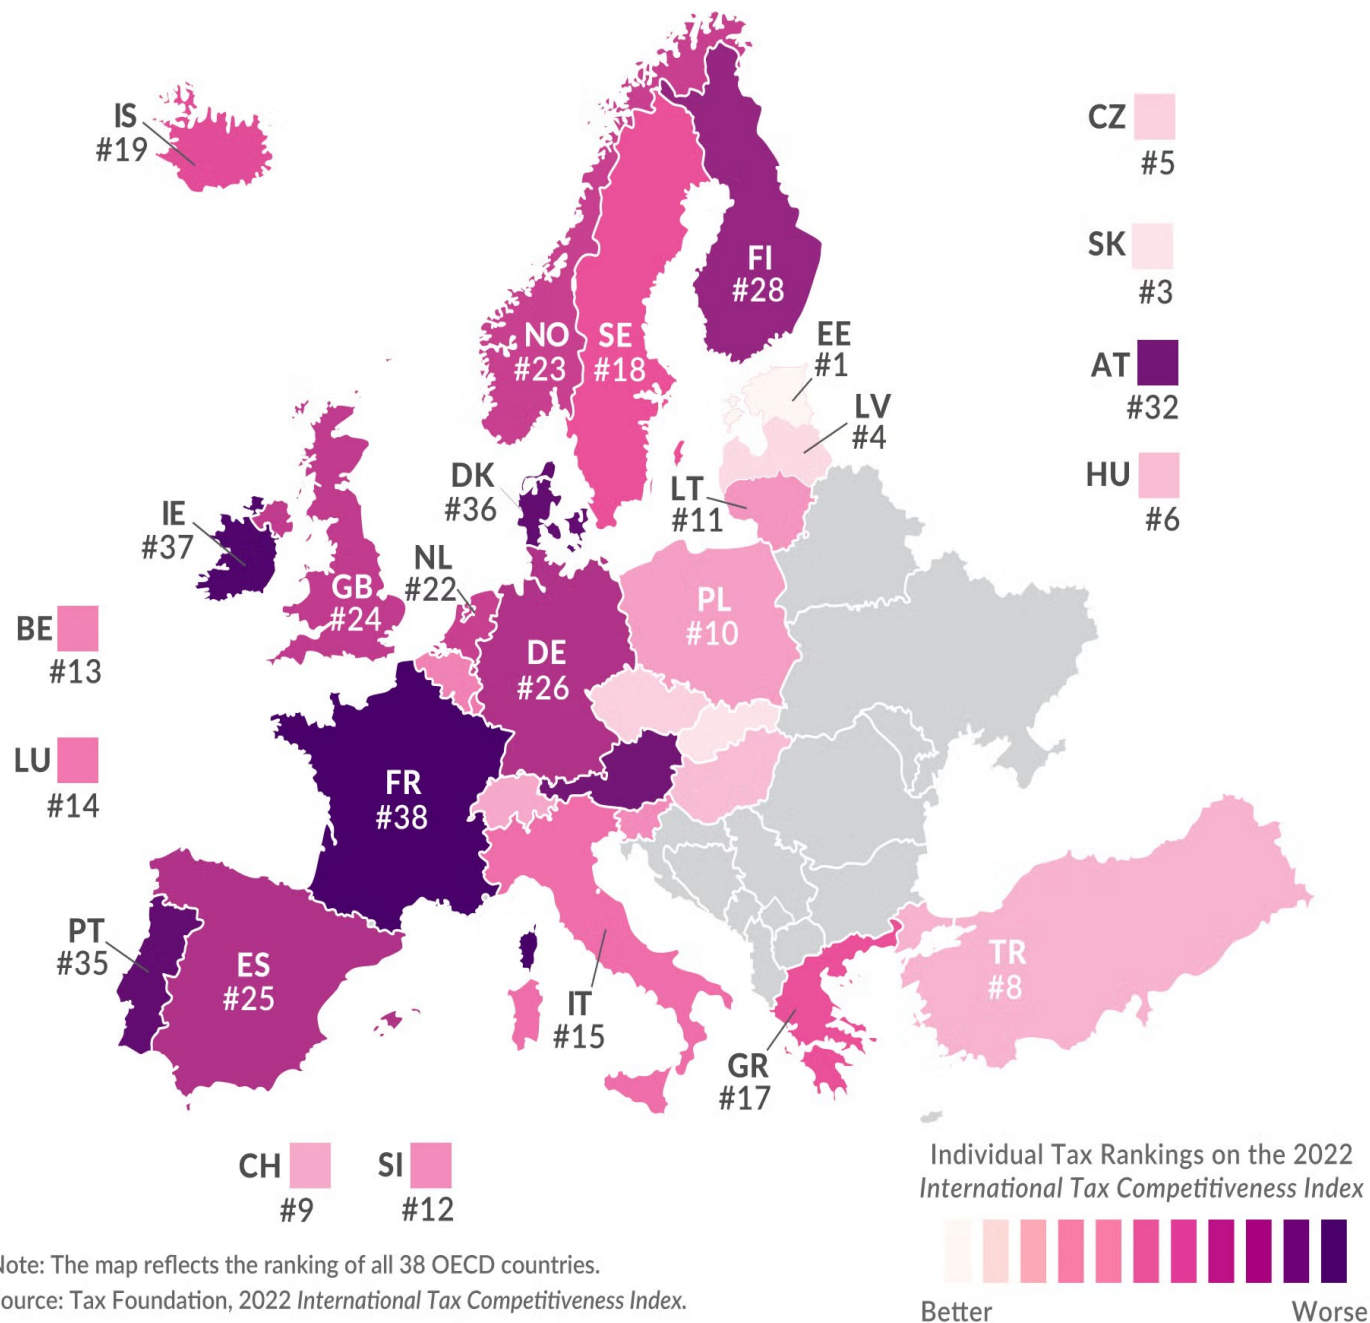 IS
#19
CZ
#5
SK
#3
FI
#28
NO
#23
SE
#18
EE
#1
AT
#32
LV
#4
DK
#36
LT
#11
HU
#6
IE
#37
NL
#22
GB
#24
PL
#10
BE
#13
DE
#26
LU
#14
FR
#38
PT
#35
ES
#25
IT
#15
TR
#8
GR
#17
CH
#9
SI
#12
Individual Tax Rankings on the 2022
International Tax Competitiveness Index
Better
Worse
Note: The map reflects the ranking of all 38 OECD countries.
ource: Tax Foundation, 2022 International Tax Competitiveness Index.